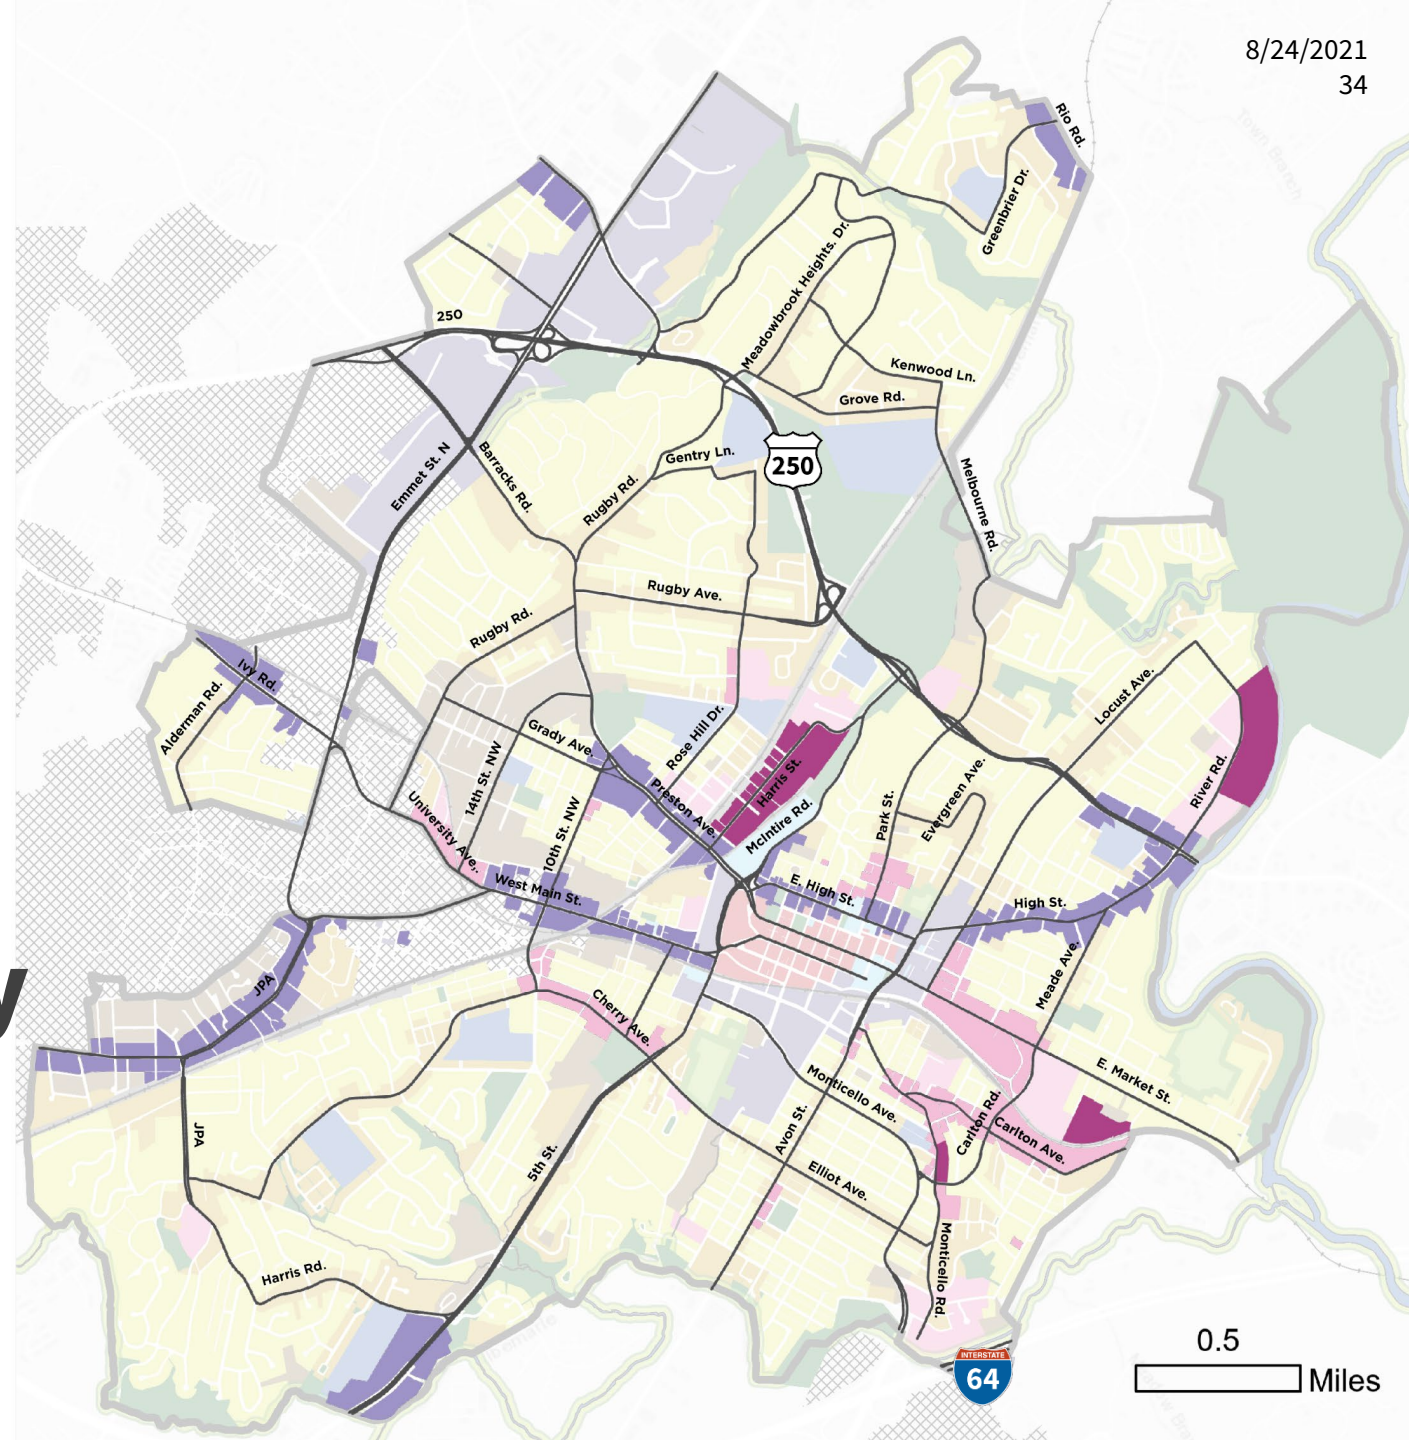 8/24/2021
34
Rio Rd.
Greenbrier Dr.
Meadowbrook Heights. Dr.
250
Kenwood Ln.
Grove Rd.
Emmet St. N
Barracks Rd.
Gentry Ln.
250
Rugby Rd.
Melbourne Rd.
Rugby Ave.
Rugby Rd.
Ivy Rd.
Alderman Rd.
Locust Ave.
Grady Ave.
Rose Hill Dr.
14th St. NW
Preston Ave.
Harris St.
River Rd.
University Ave.
10th St. NW
McIntire Rd.
Park St.
Evergreen Ave.
West Main St.
E. High St.
High St.
JPA
Cherry Ave.
Meade Ave.
y
Monticello Ave.
E. Market St.
JPA
5th St.
Avon St.
Carlton Rd.
Carlton Ave.
Elliot Ave.
Harris Rd.
Monticello Rd.
0.5
Miles
INTERSTATE
64